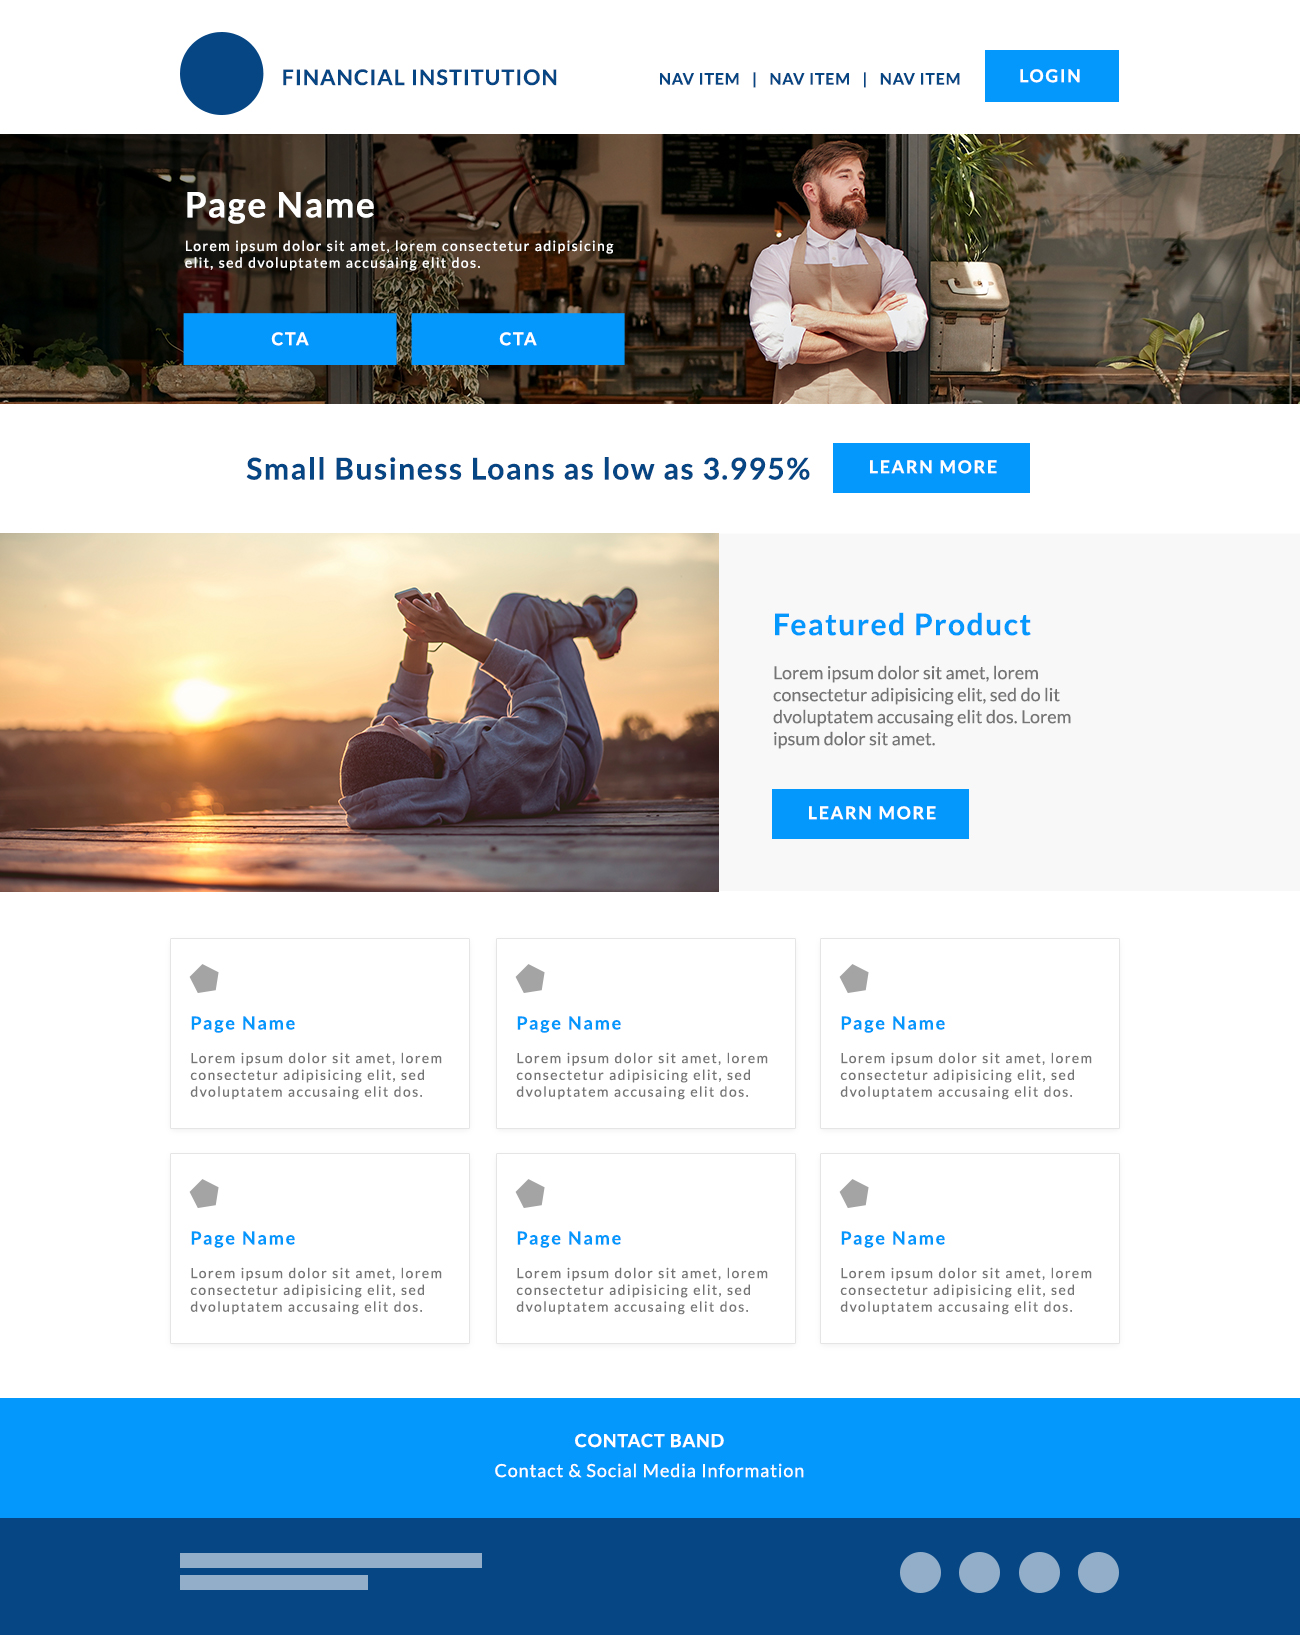 FINANCIAL INSTITUTION
NAV ITEM | NAV ITEM | NAV ITEM
LOGIN
Page Name
Lorem ipsum dolor sit amet, lorem consectetur adipisicing
elit, sed dvoluptatem accusaing elit dos.
CTA
CTA
Small Business Loans as low as 3.995%
LEARN MORE
Featured Product
Lorem ipsum dolor sit amet, lorem
consectetur adipisicing elit, sed do lit
dvoluptatem accusaing elit dos. Lorem
ipsum dolor sit amet.
LEARN MORE
Page Name
Lorem ipsum dolor sit amet, lorem
consectetur adipisicing elit, sed
dvoluptatem accusaing elit dos.
Page Name
Lorem ipsum dolor sit amet, lorem
consectetur adipisicing elit, sed
dvoluptatem accusaing elit dos.
Page Name
Lorem ipsum dolor sit amet, lorem
consectetur adipisicing elit, sed
dvoluptatem accusaing elit dos.
Page Name
Lorem ipsum dolor sit amet, lorem
consectetur adipisicing elit, sed
dvoluptatem accusaing elit dos.
Page Name
Lorem ipsum dolor sit amet, lorem
consectetur adipisicing elit, sed
dvoluptatem accusaing elit dos.
Page Name
Lorem ipsum dolor sit amet, lorem
consectetur adipisicing elit, sed
dvoluptatem accusaing elit dos.
CONTACT BAND
Contact & Social Media Information